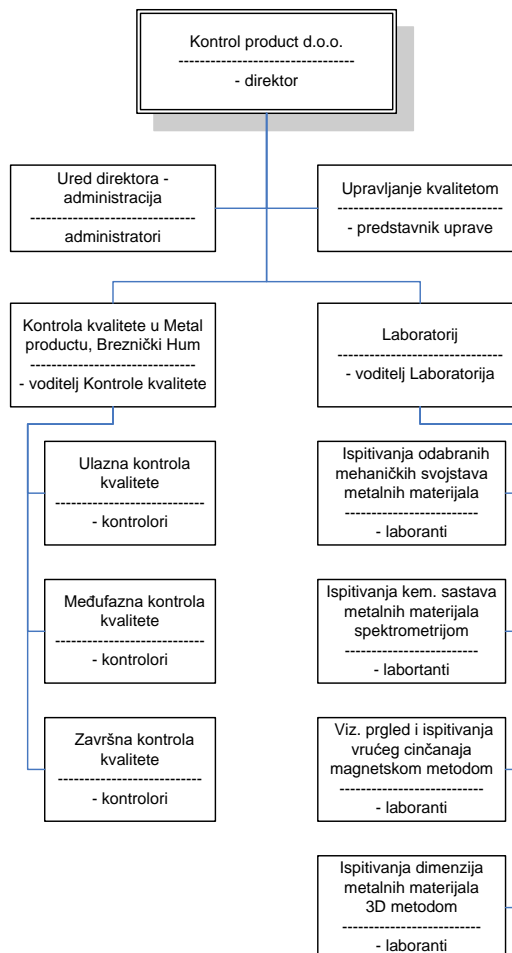 Kontrol product d.o.o.
---------------------------------
- direktor
Ured direktora -
administracija
-------------------------------
administratori
Upravljanje kvalitetom
-------------------------------
- predstavnik uprave
Kontrola kvalitete u Metal
productu, Breznički Hum
-------------------------------
- voditelj Kontrole kvalitete
Laboratorij
-------------------------------
- voditelj Laboratorija
Ulazna kontrola
kvalitete
----------------------------
- kontrolori
Međufazna kontrola
kvalitete
---------------------------
- kontrolori
Završna kontrola
kvalitete
---------------------------
- kontrolori
Ispitivanja odabranih
mehaničkih svojstava
metalnih materijala
-------------------------
- laboranti
Ispitivanja kem. sastava
metalnih materijala
spektrometrijom
-------------------------
- labortanti
Viz. prgled i ispitivanja
vrućeg cinčanaja
magnetskom metodom
---------------------------
- laboranti
Ispitivanja dimenzija
metalnih materijala
3D metodom
--------------------------
- laboranti